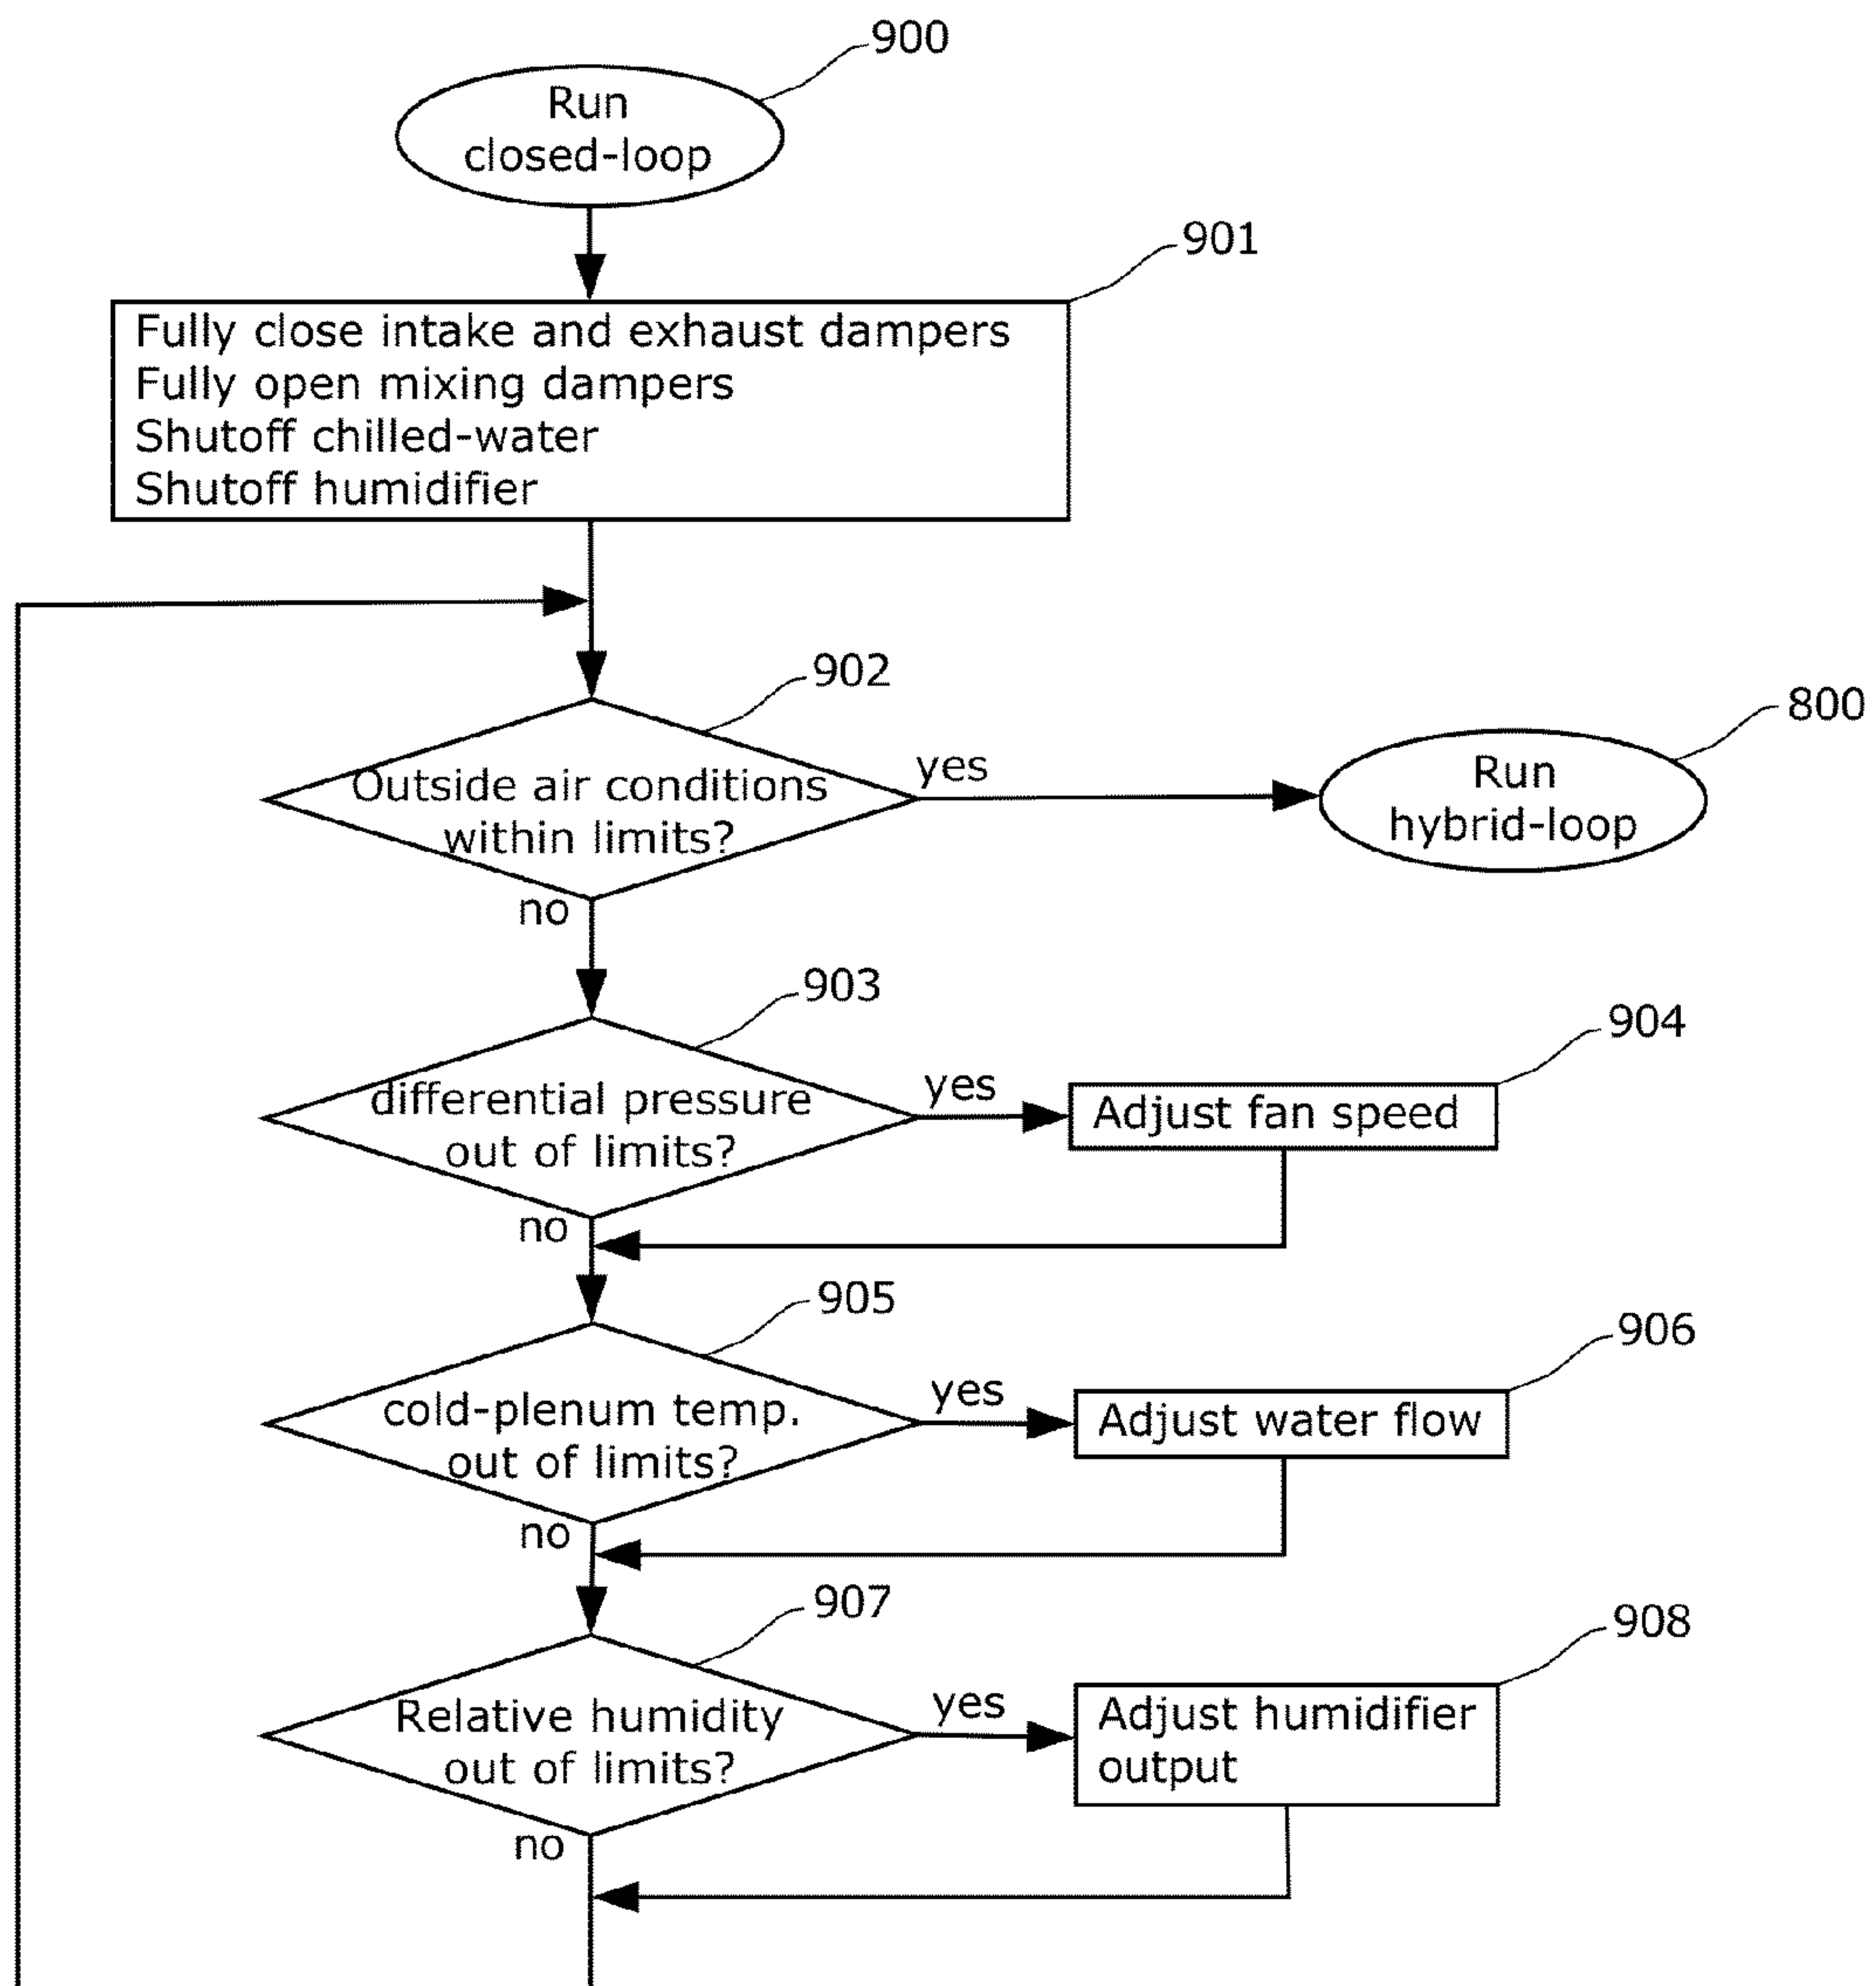 900
Run
closed-loop
901
Fully close intake and exhaust dampers
Fully open mixing dampers
Shutoff chilled-water
Shutoff humidifier
902
Outside air conditions
within limits?
yes
800
Run
hybrid-loop
no
903
differential pressure
out of limits?
yes
904
Adjust fan speed
no
905
cold-plenum temp.
out of limits?
yes
906
Adjust water flow
no
907
Relative humidity
out of limits?
yes
908
Adjust humidifier
output
no